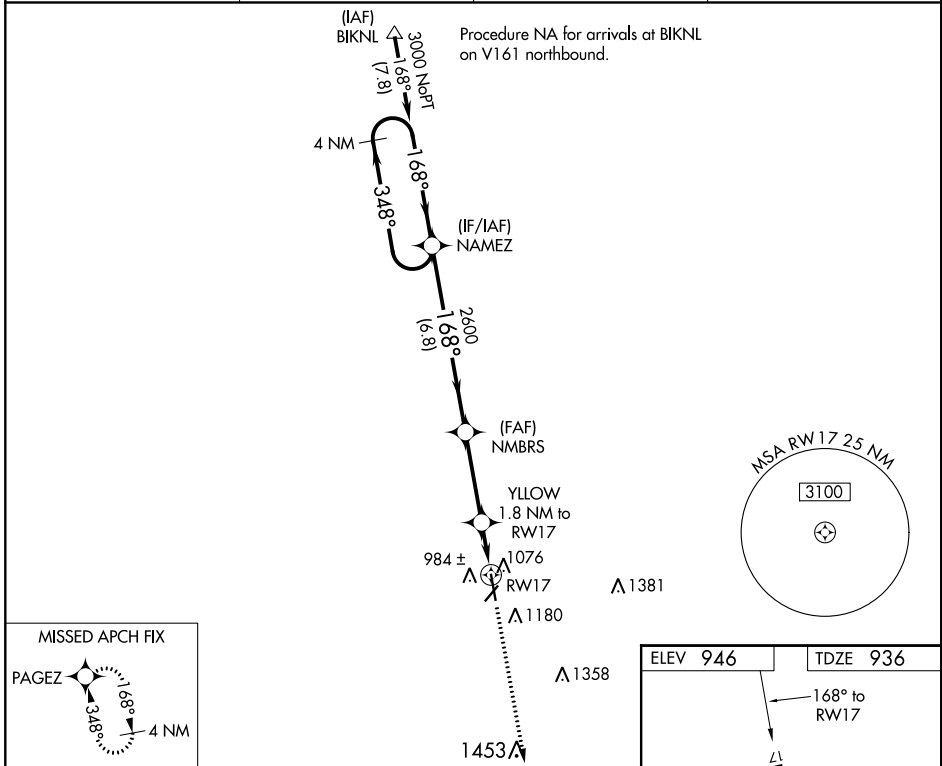 (IAF)
BIKNL
3000 NoPT
168°
(7.8)
Procedure NA for arrivals at BIKNL
on V161 northbound.
4 NM
168°
348°
(IF/IAF)
NAMEZ
2600
168°
(6.8)
(FAF)
NMBRS
MSA RW17 25 NM
3100
YLLOW
1.8 NM to
RW17
984 ±
1076
RW17
1381
1180
1358
1453
MISSED APCH FIX
PAGEZ
168°
348°
4 NM
ELEV 946
TDZE 936
168° to
RW17
17